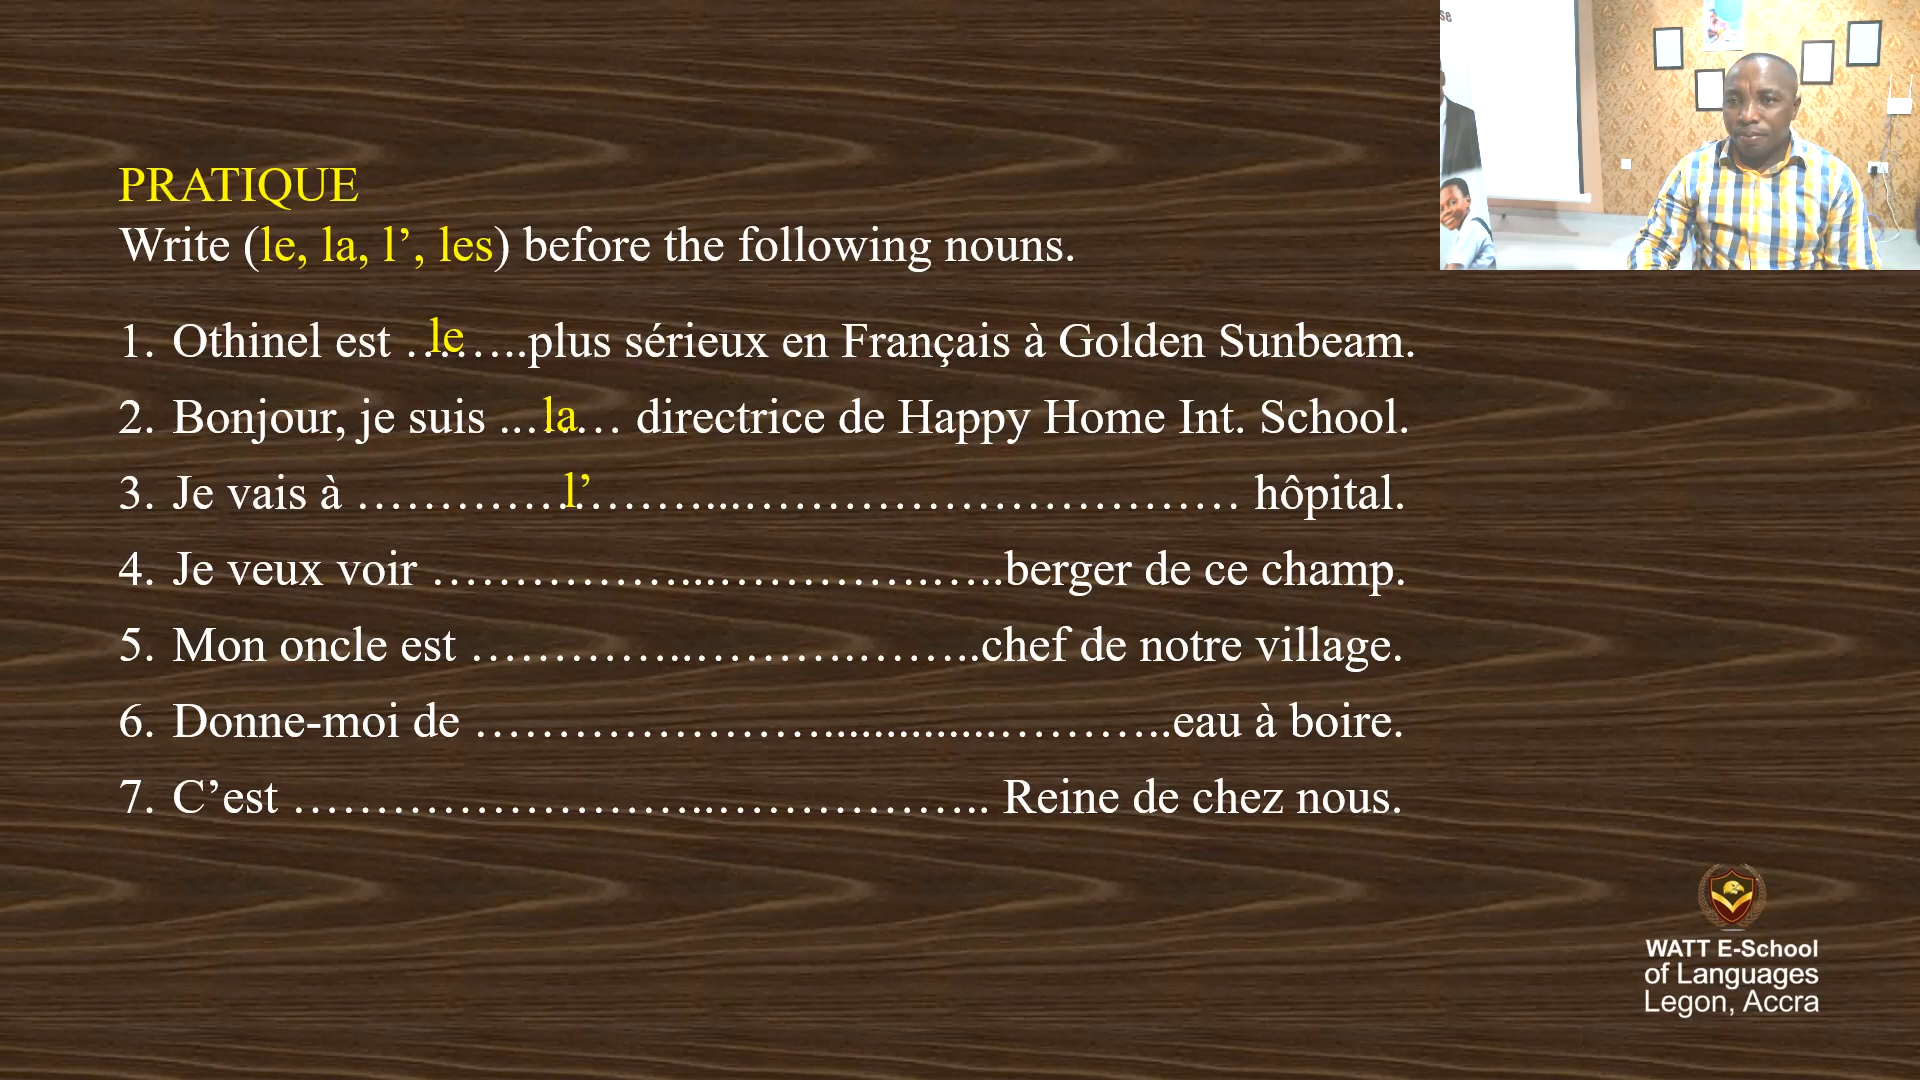 PRATIQUE
Write (le, la, l’, les) before the following nouns.
1. Othinel est ….le….plus sérieux en Français à Golden Sunbeam.
2. Bonjour, je suis ...la… directrice de Happy Home Int. School.
3. Je vais à …………l’………...………………………… hôpital.
4. Je veux voir ……………...………….…..berger de ce champ.
5. Mon oncle est …………..……….……..chef de notre village.
6. Donne-moi de …………………...............………..eau à boire.
7. C’est ……………………..…………….. Reine de chez nous.
se
WATT E-School
of Languages
Legon, Accra